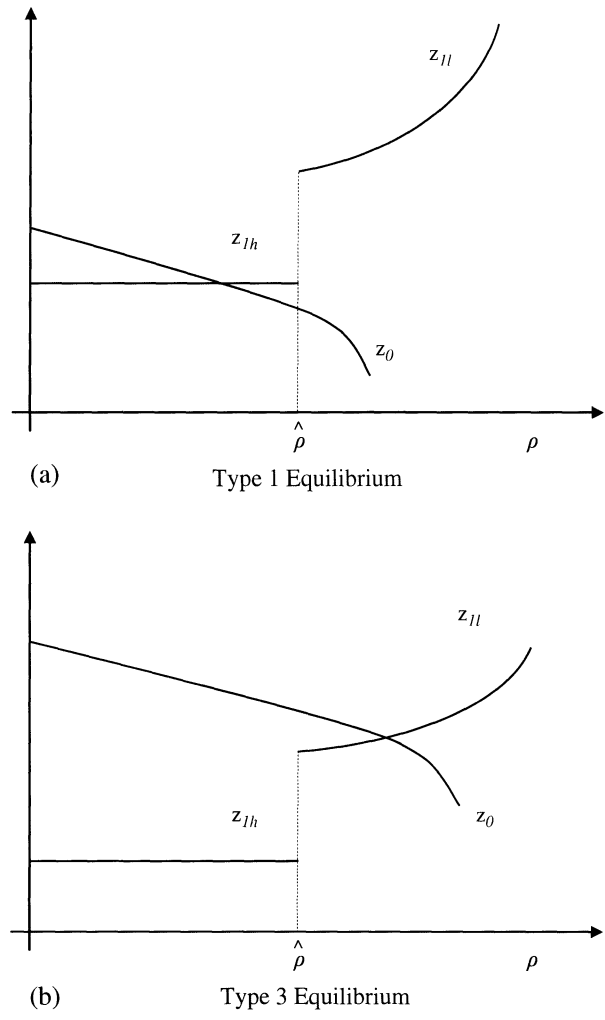 z1l
z1h
z0
ρ̂ ρ
(a) Type 1 Equilibrium
z1l
z1h
z0
ρ̂ ρ
(b) Type 3 Equilibrium